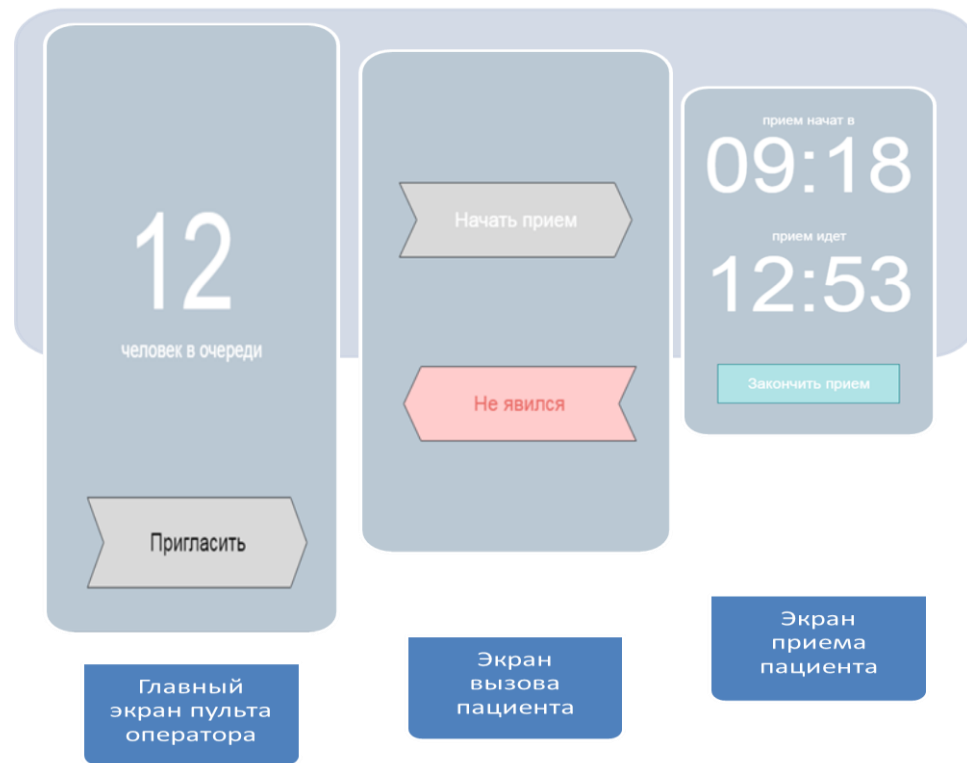 12
человек в очереди
Пригласить
Главный
экран пульта
оператора
Начать прием
Не явился
Экран
вызова
пациента
прием начат в
09:18
прием идет
12:53
Закончить прием
Экран
приема
пациента